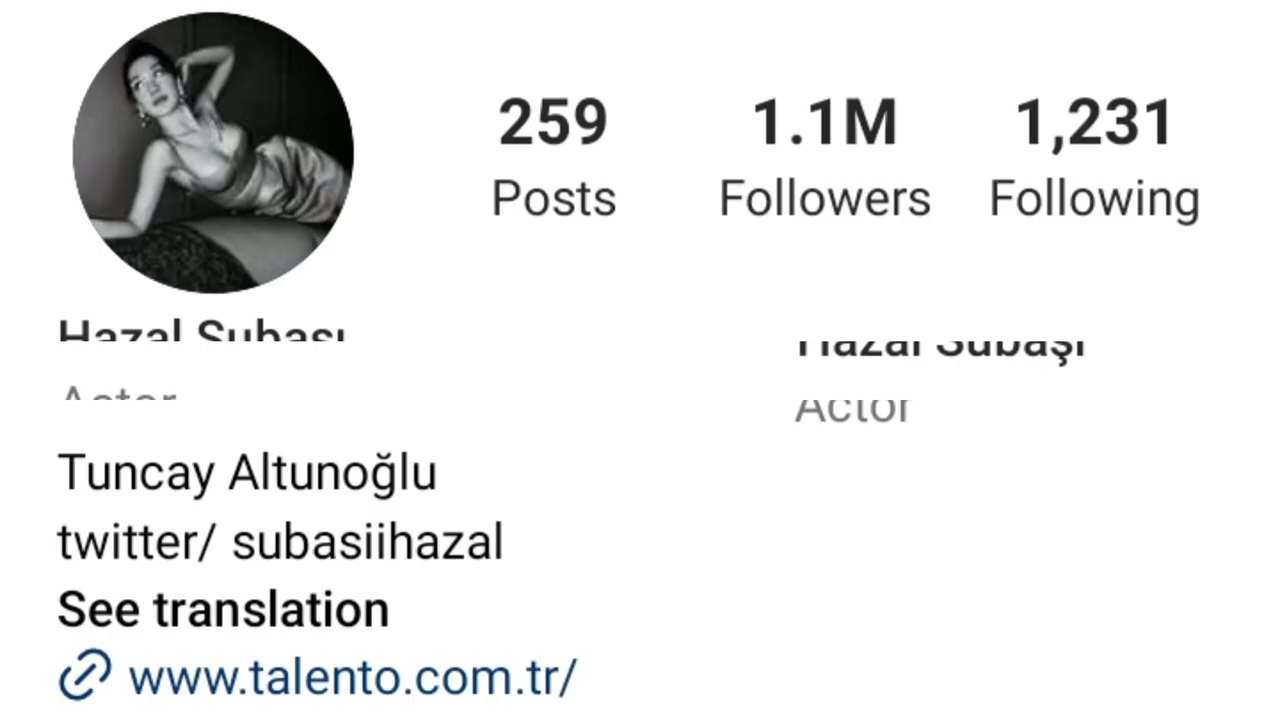 259 1.1M 1,231
Posts Followers Following
Hazal Subaşı
Actor
Tuncay Altunoğlu
twitter/ subasiihazal
See translation
www.talento.com.tr/